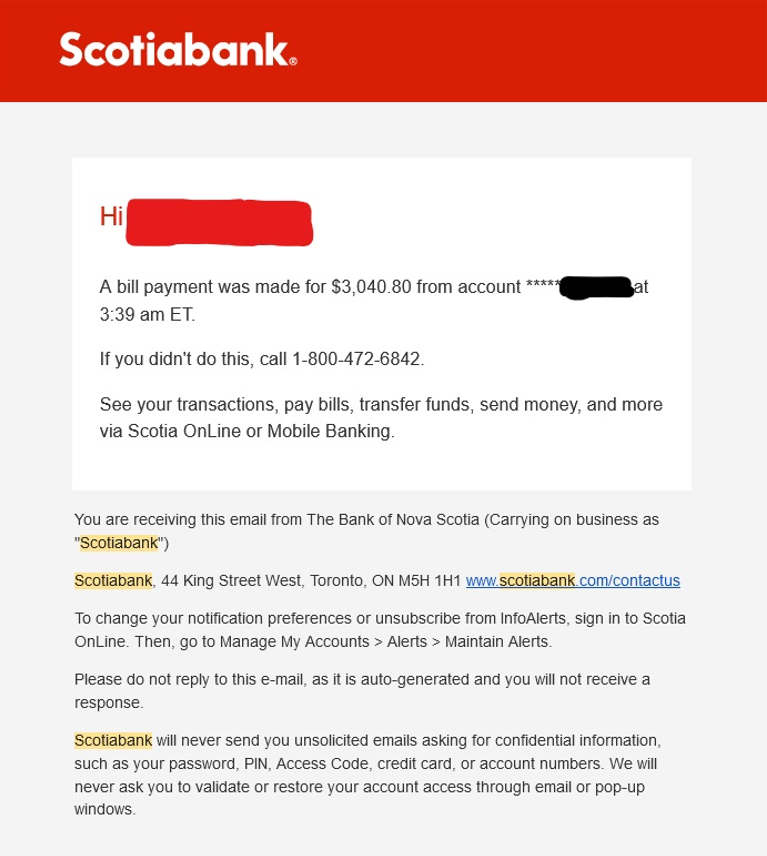 Scotiabank®
Hi
A bill payment was made for $3,040.80 from account ***** at
3:39 am ET.
If you didn't do this, call 1-800-472-6842.
See your transactions, pay bills, transfer funds, send money, and more
via Scotia OnLine or Mobile Banking.
You are receiving this email from The Bank of Nova Scotia (Carrying on business as
"Scotiabank")
Scotiabank, 44 King Street West, Toronto, ON M5H 1H1 www.scotiabank.com/contactus
To change your notification preferences or unsubscribe from InfoAlerts, sign in to Scotia
OnLine. Then, go to Manage My Accounts > Alerts > Maintain Alerts.
Please do not reply to this e-mail, as it is auto-generated and you will not receive a
response.
Scotiabank will never send you unsolicited emails asking for confidential information,
such as your password, PIN, Access Code, credit card, or account numbers. We will
never ask you to validate or restore your account access through email or pop-up
windows.